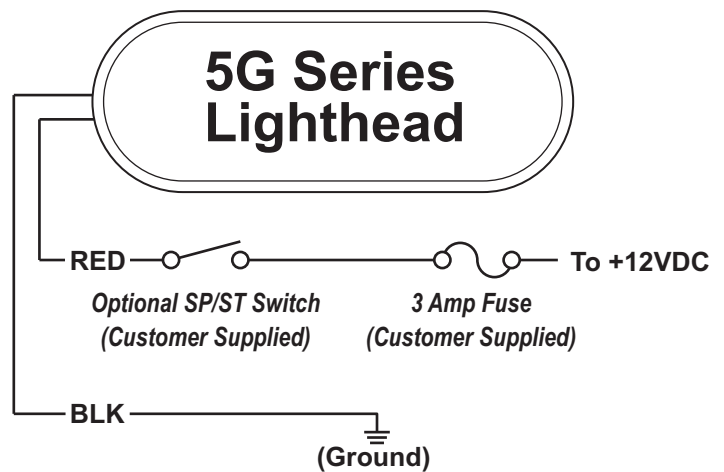 5G Series
Lighthead
RED
To +12VDC
Optional SP/ST Switch
(Customer Supplied)
3 Amp Fuse
(Customer Supplied)
BLK
(Ground)